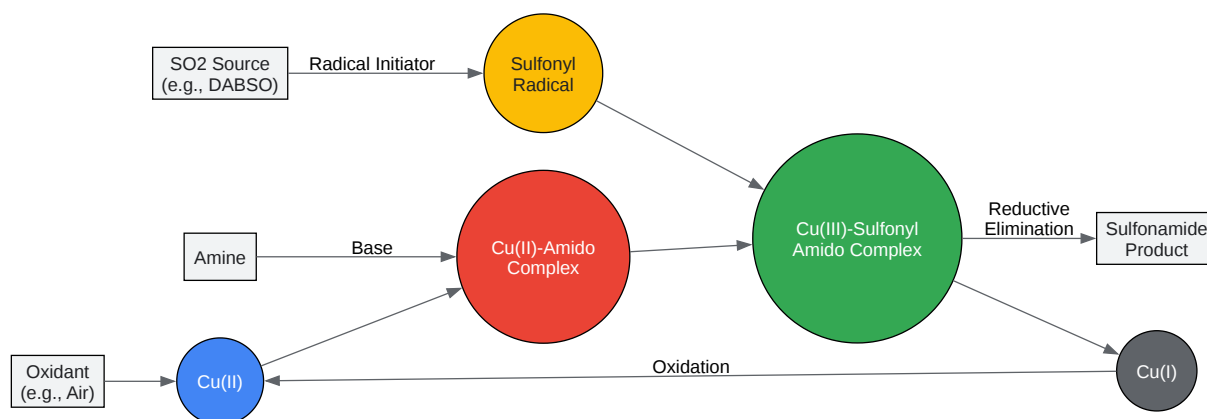 SO2 Source
(e.g., DABSO)
Radical Initiator
Sulfonyl
Radical
Amine
Base
Cu(II)-Amido
Complex
Cu(III)-Sulfonyl
Amido Complex
Reductive
Elimination
Sulfonamide
Product
Oxidant
(e.g., Air)
Cu(II)
Oxidation
Cu(I)